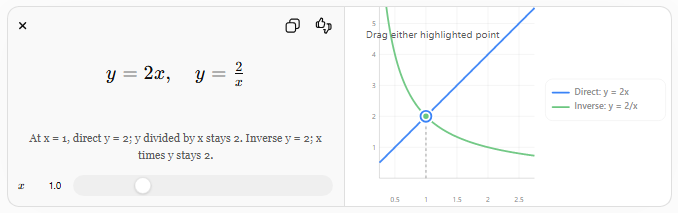 y = 2x, y = 2/x
At x = 1, direct y = 2; y divided by x stays 2. Inverse y = 2; x
times y stays 2.
x 1.0
Drag either highlighted point
5
4
3
2
1
0.5 1 1.5 2 2.5
Direct: y = 2x
Inverse: y = 2/x